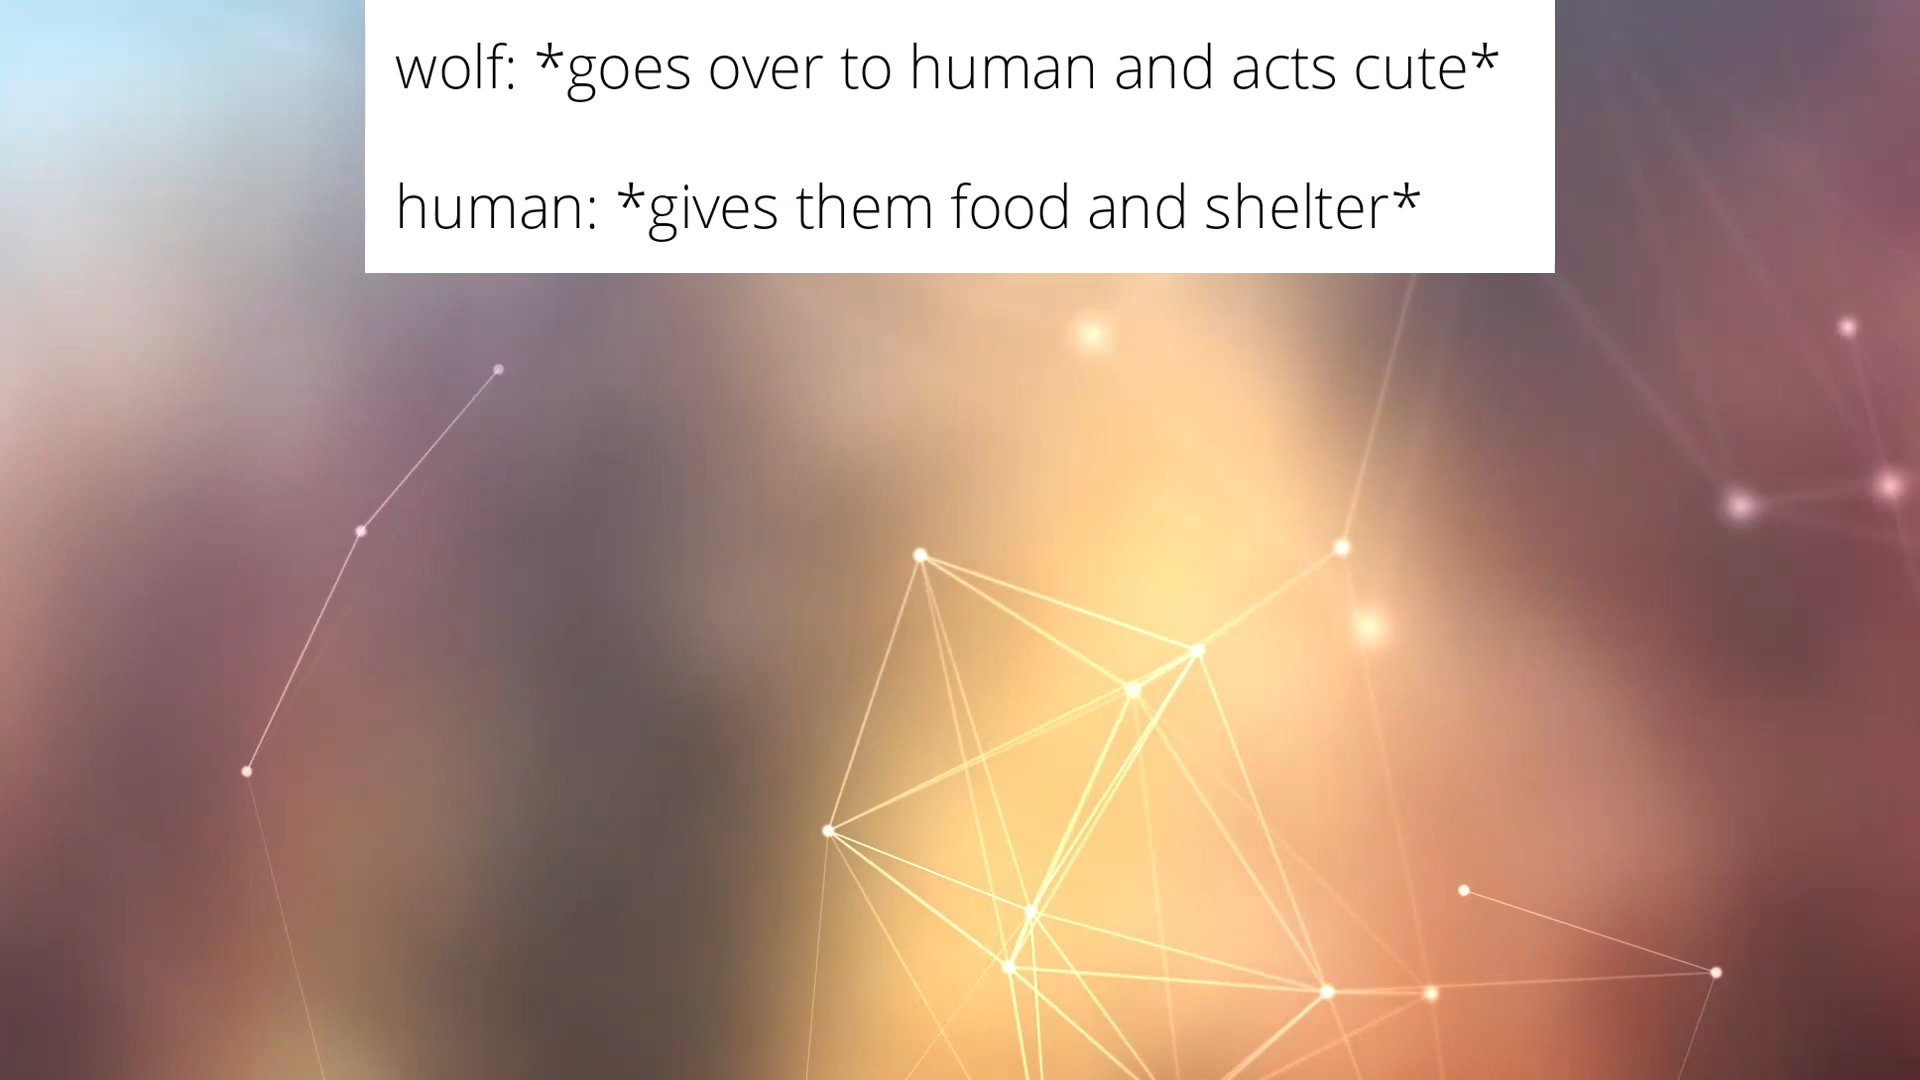 wolf: *goes over to human and acts cute*
human: *gives them food and shelter*